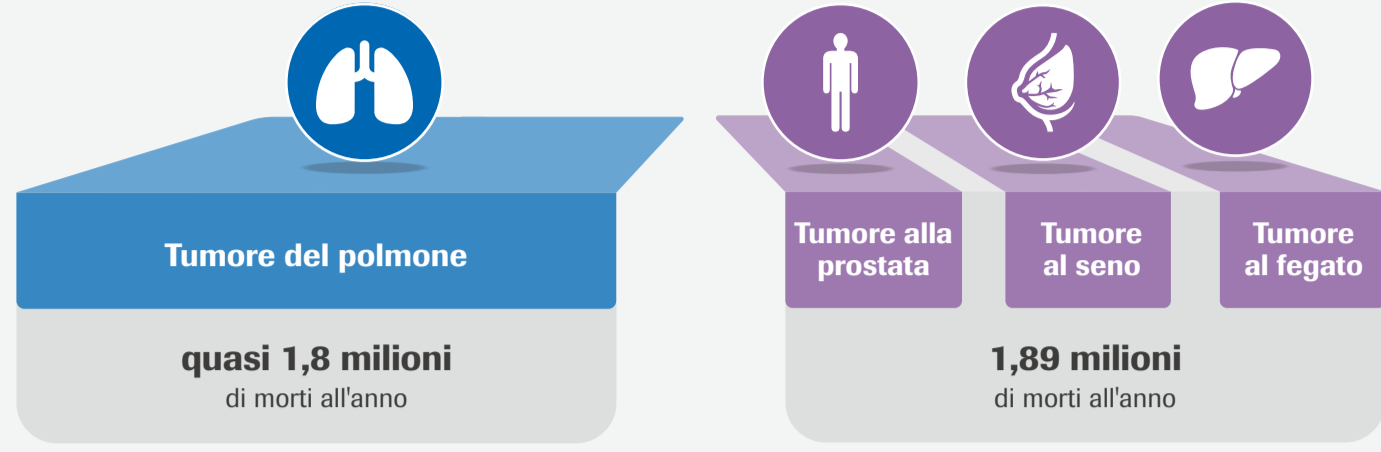 Tumore del polmone
quasi 1,8 milioni
di morti all'anno
Tumore alla
prostata
Tumore
al seno
Tumore
al fegato
1,89 milioni
di morti all'anno